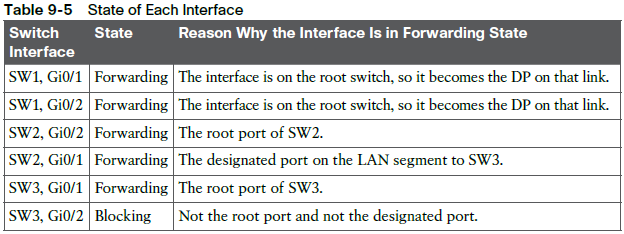 Table 9-5 State of Each Interface
Switch Interface State Reason Why the Interface Is in Forwarding State
SW1, Gi0/1 Forwarding The interface is on the root switch, so it becomes the DP on that link.
SW1, Gi0/2 Forwarding The interface is on the root switch, so it becomes the DP on that link.
SW2, Gi0/2 Forwarding The root port of SW2.
SW2, Gi0/1 Forwarding The designated port on the LAN segment to SW3.
SW3, Gi0/1 Forwarding The root port of SW3.
SW3, Gi0/2 Blocking Not the root port and not the designated port.